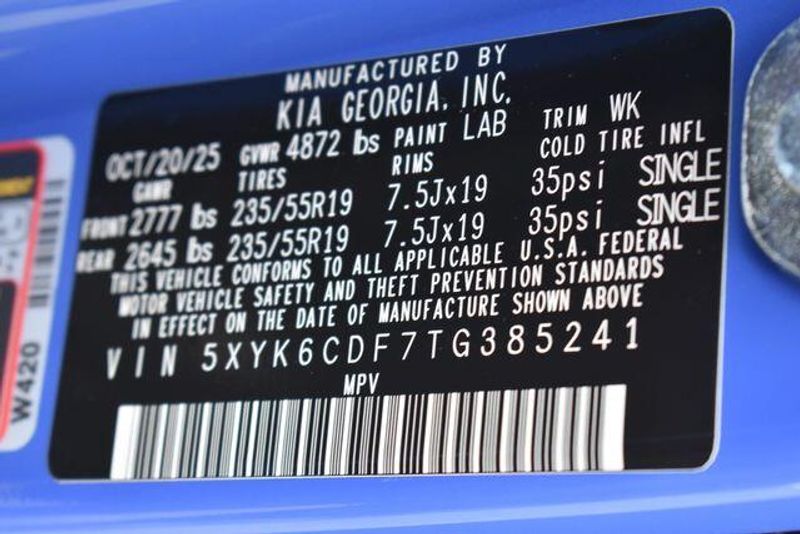 MANUFACTURED BY
KIA GEORGIA, INC.
OCT/20/25 GVWR 4872 lbs PAINT LAB TRIM WK
GAWR TIRES RIMS COLD TIRE INFL
FRONT 2777 lbs 235/55R19 7.5Jx19 35psi SINGLE
REAR 2645 lbs 235/55R19 7.5Jx19 35psi SINGLE
THIS VEHICLE CONFORMS TO ALL APPLICABLE U.S.A. FEDERAL
MOTOR VEHICLE SAFETY AND THEFT PREVENTION STANDARDS
IN EFFECT ON THE DATE OF MANUFACTURE SHOWN ABOVE
VIN 5XYK6CDF7TG385241
MPV
W420